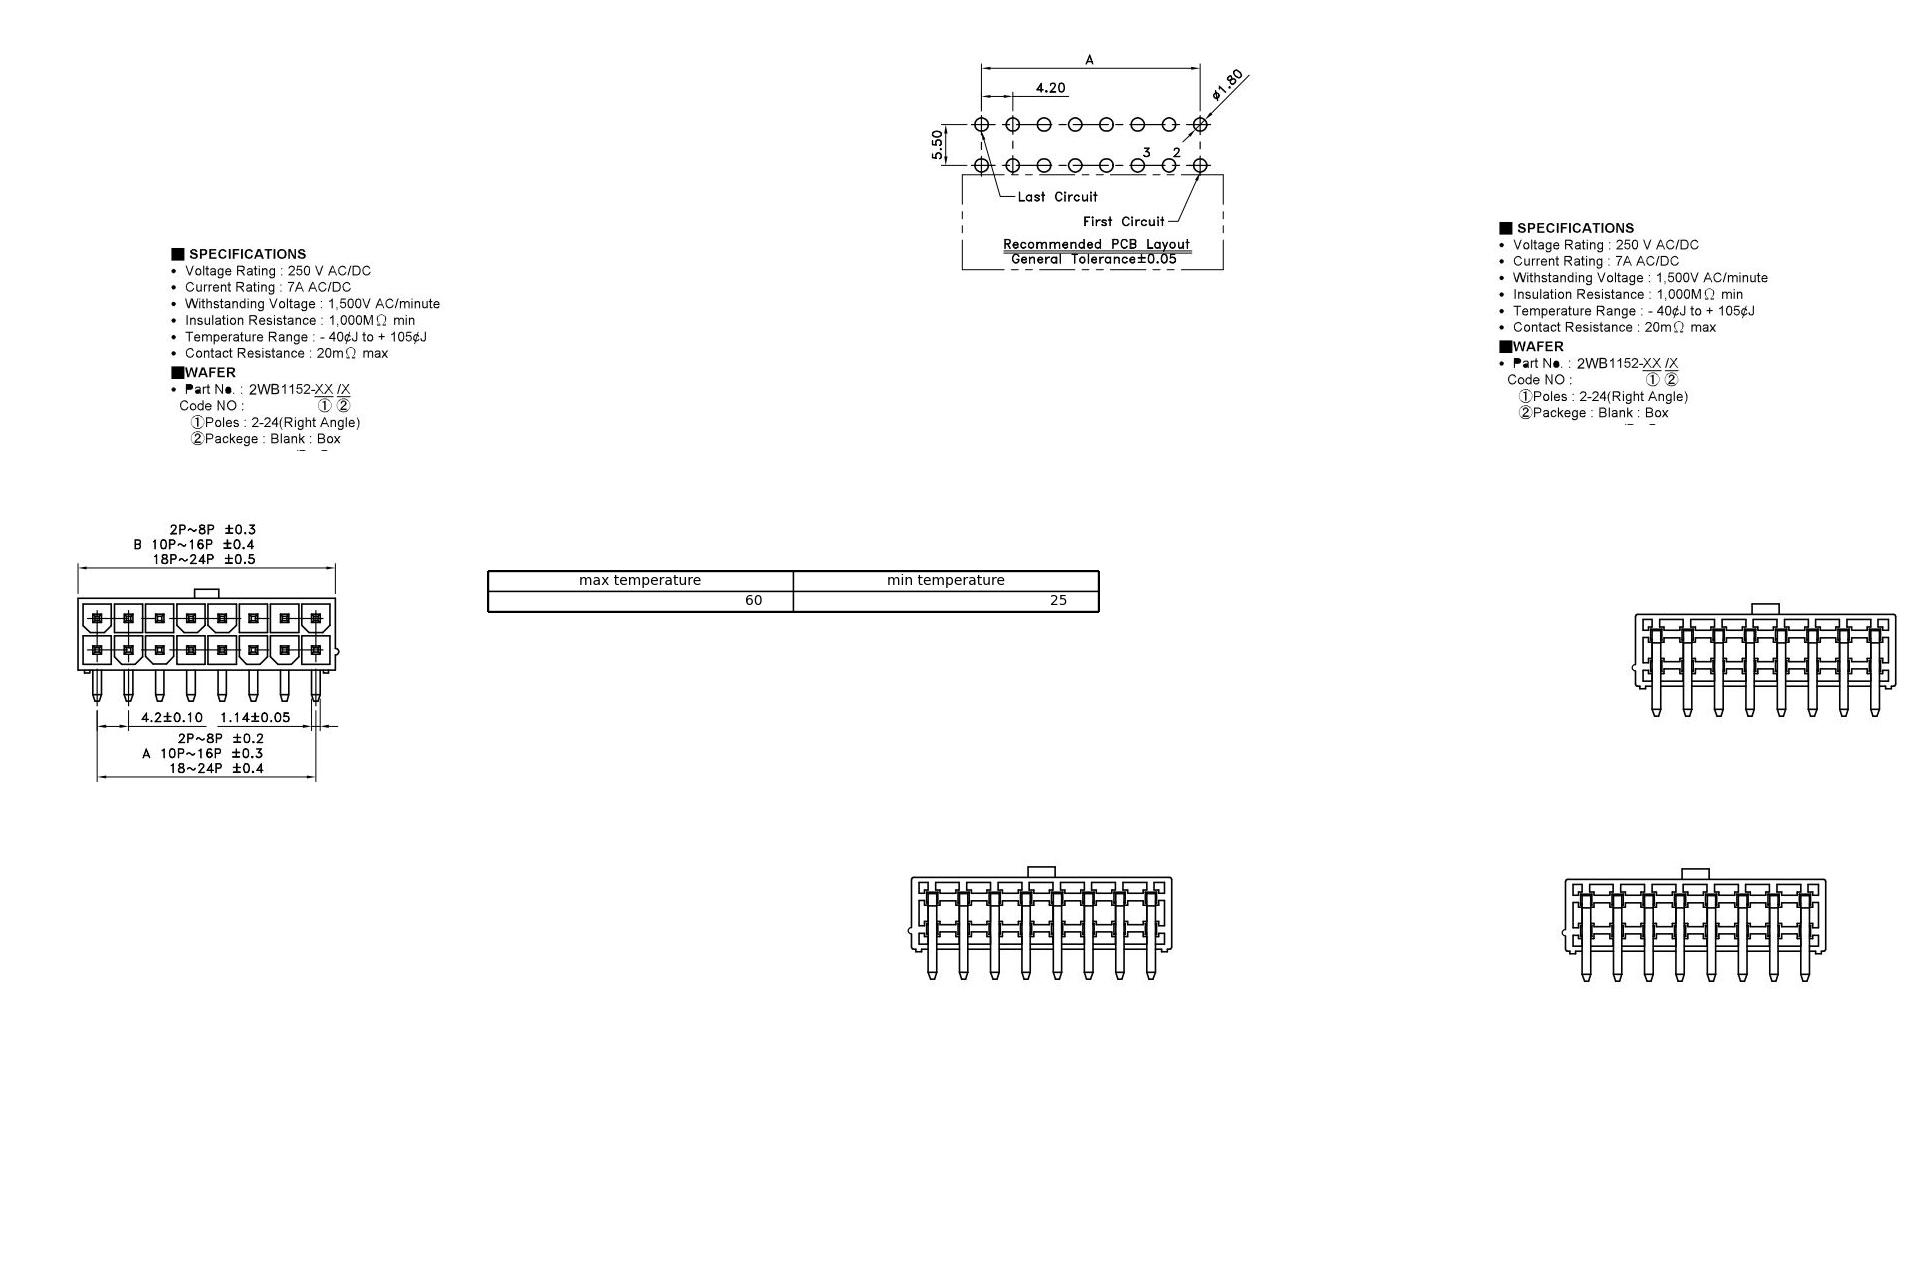 A
4.20
ø1.80
5.50
3 2
Last Circuit
First Circuit
Recommended PCB Layout
General Tolerance±0.05
■ SPECIFICATIONS
• Voltage Rating : 250 V AC/DC
• Current Rating : 7A AC/DC
• Withstanding Voltage : 1,500V AC/minute
• Insulation Resistance : 1,000MΩ min
• Temperature Range : - 40¢J to + 105¢J
• Contact Resistance : 20mΩ max
■WAFER
• Part No. : 2WB1152-XX /X
Code NO : ① ②
①Poles : 2-24(Right Angle)
②Packege : Blank : Box
■ SPECIFICATIONS
• Voltage Rating : 250 V AC/DC
• Current Rating : 7A AC/DC
• Withstanding Voltage : 1,500V AC/minute
• Insulation Resistance : 1,000MΩ min
• Temperature Range : - 40¢J to + 105¢J
• Contact Resistance : 20mΩ max
■WAFER
• Part No. : 2WB1152-XX /X
Code NO : ① ②
①Poles : 2-24(Right Angle)
②Packege : Blank : Box
2P~8P ±0.3
B 10P~16P ±0.4
18P~24P ±0.5
4.2±0.10 1.14±0.05
2P~8P ±0.2
A 10P~16P ±0.3
18~24P ±0.4
max temperature min temperature
60 25